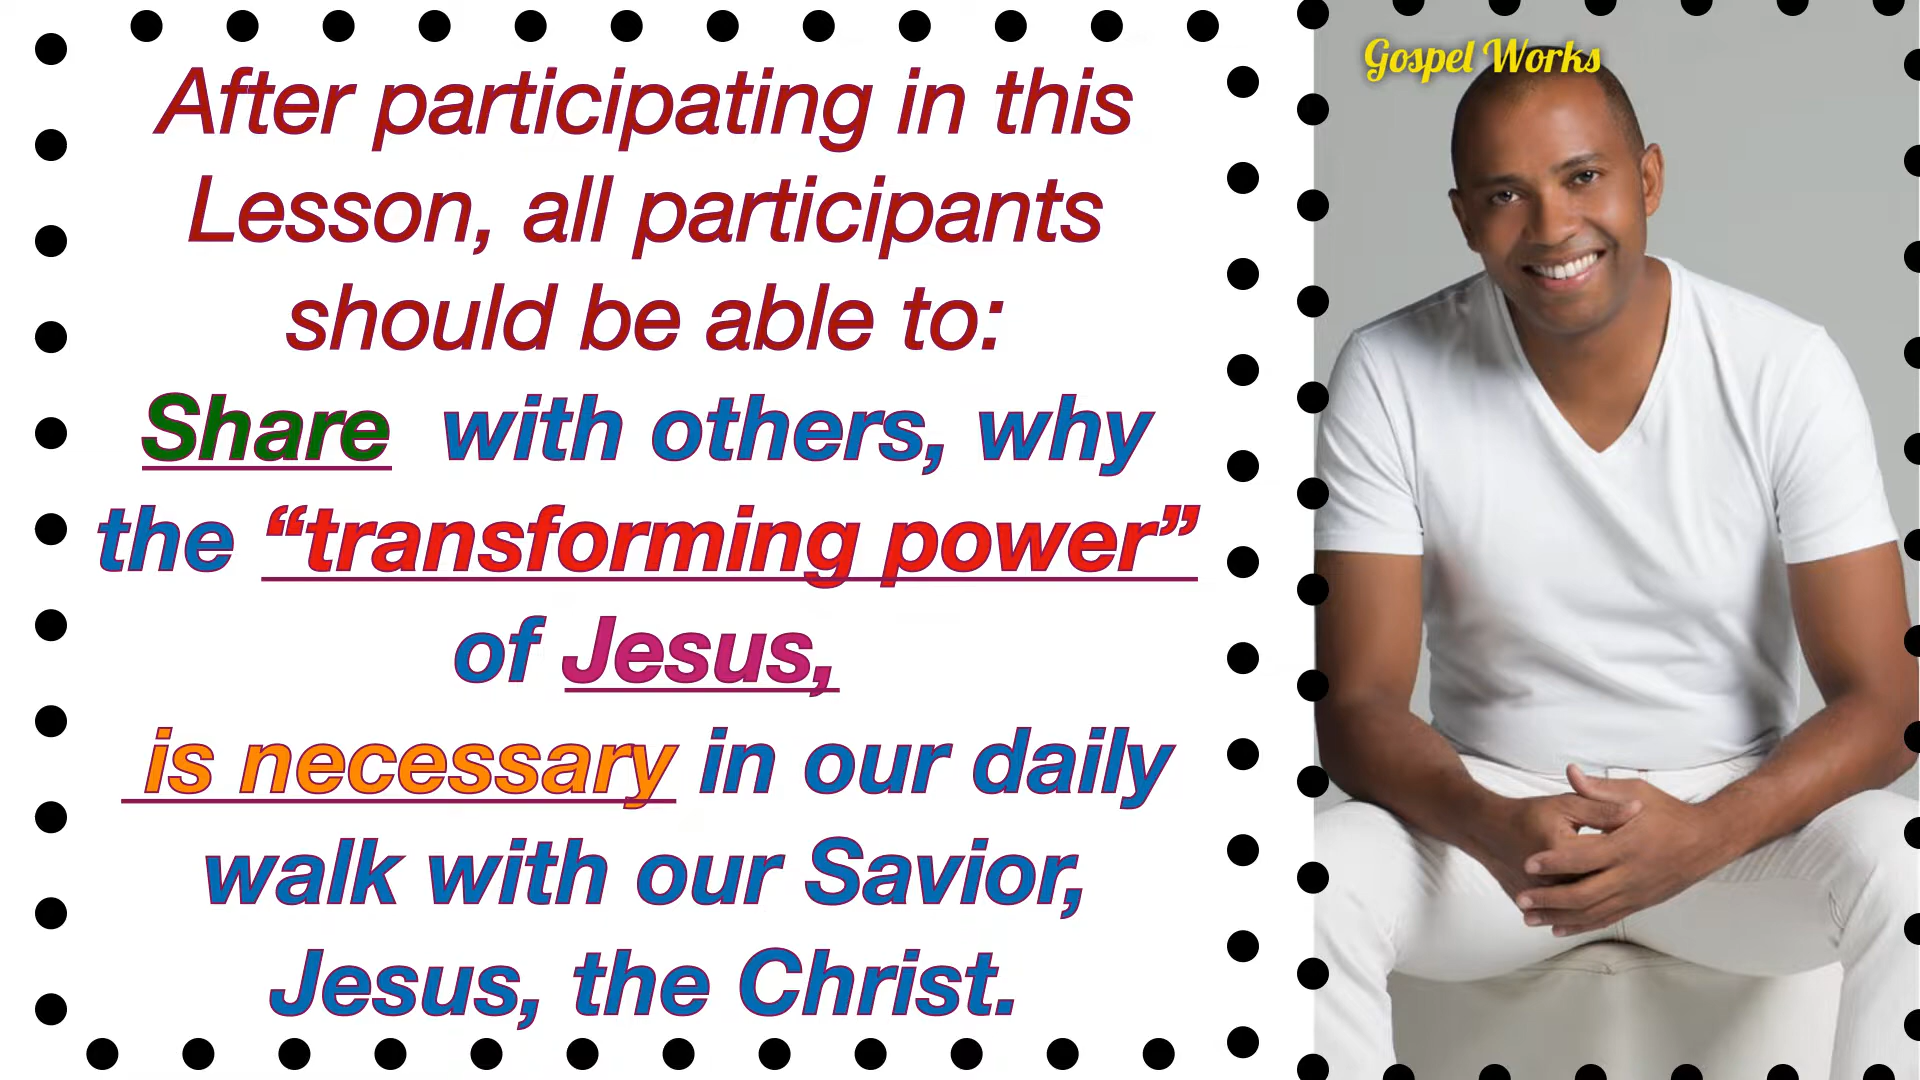 After participating in this
Lesson, all participants
should be able to:
Share with others, why
the “transforming power”
of Jesus,
is necessary in our daily
walk with our Savior,
Jesus, the Christ.
Gospel Works